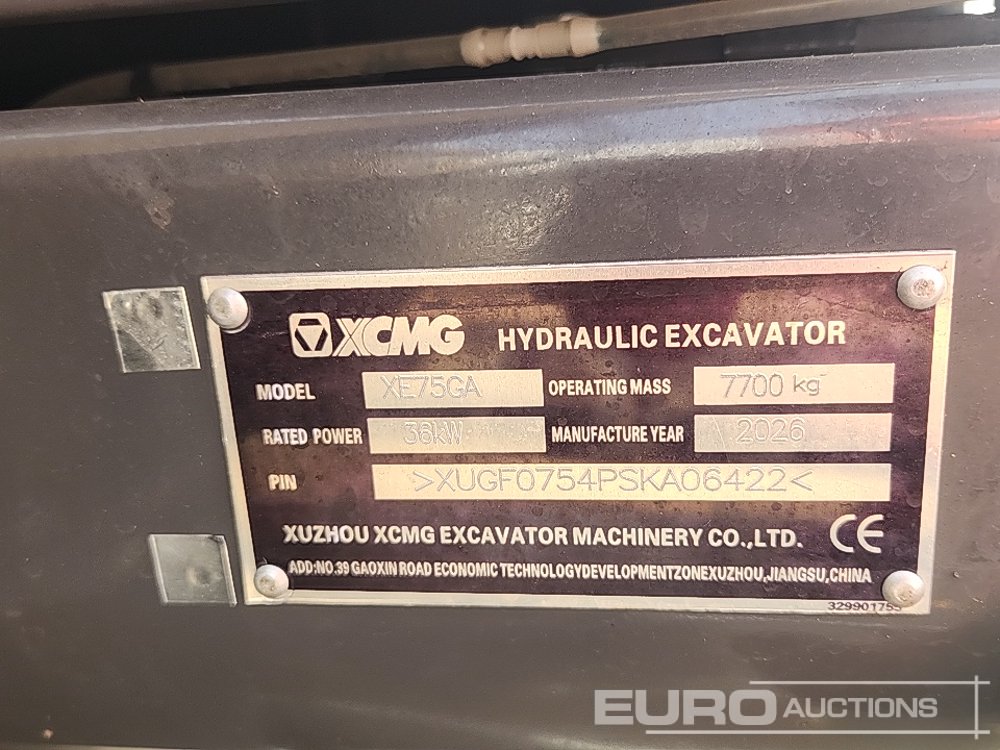 XCMG HYDRAULIC EXCAVATOR
MODEL XE75GA OPERATING MASS 7700 kg
RATED POWER 36kW MANUFACTURE YEAR 2026
PIN >XUGF0754PSKA06422<
XUZHOU XCMG EXCAVATOR MACHINERY CO.,LTD. CE
ADD:NO.39 GAOXIN ROAD ECONOMIC TECHNOLOGYDEVELOPMENTZONEXUZHOU,JIANGSU,CHINA
329901755
EURO AUCTIONS